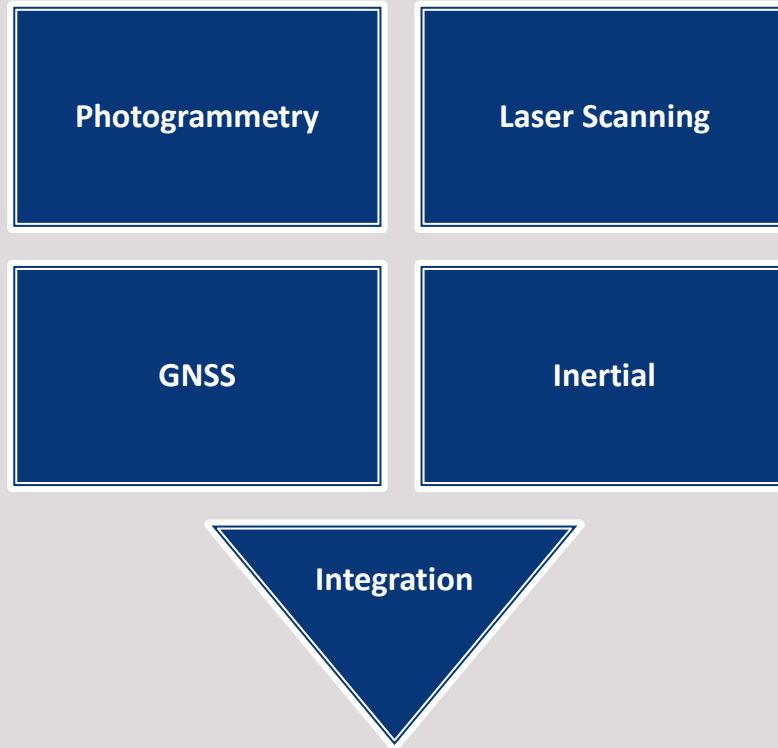 Photogrammetry
Laser Scanning
GNSS
Inertial
Integration